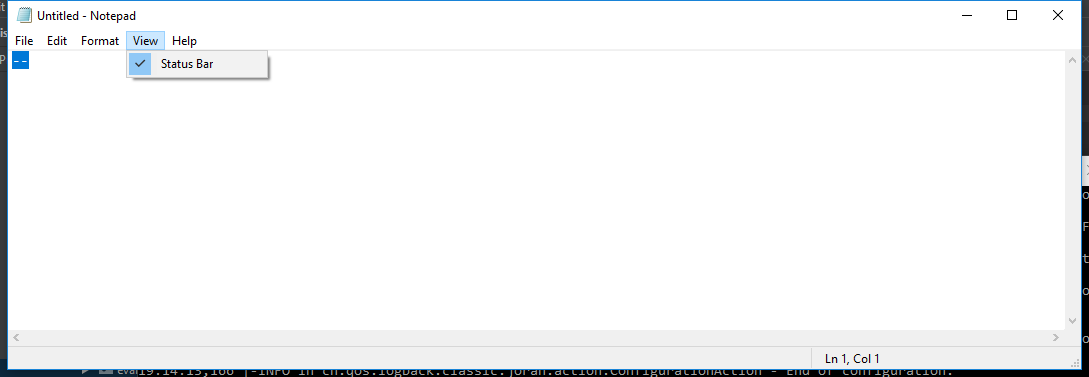 Untitled - Notepad
File Edit Format View Help
--
Status Bar
Ln 1, Col 1
19:14:13,166 |-INFO in ch.qos.logback.classic.joran.action.ConfigurationAction - End of configuration.